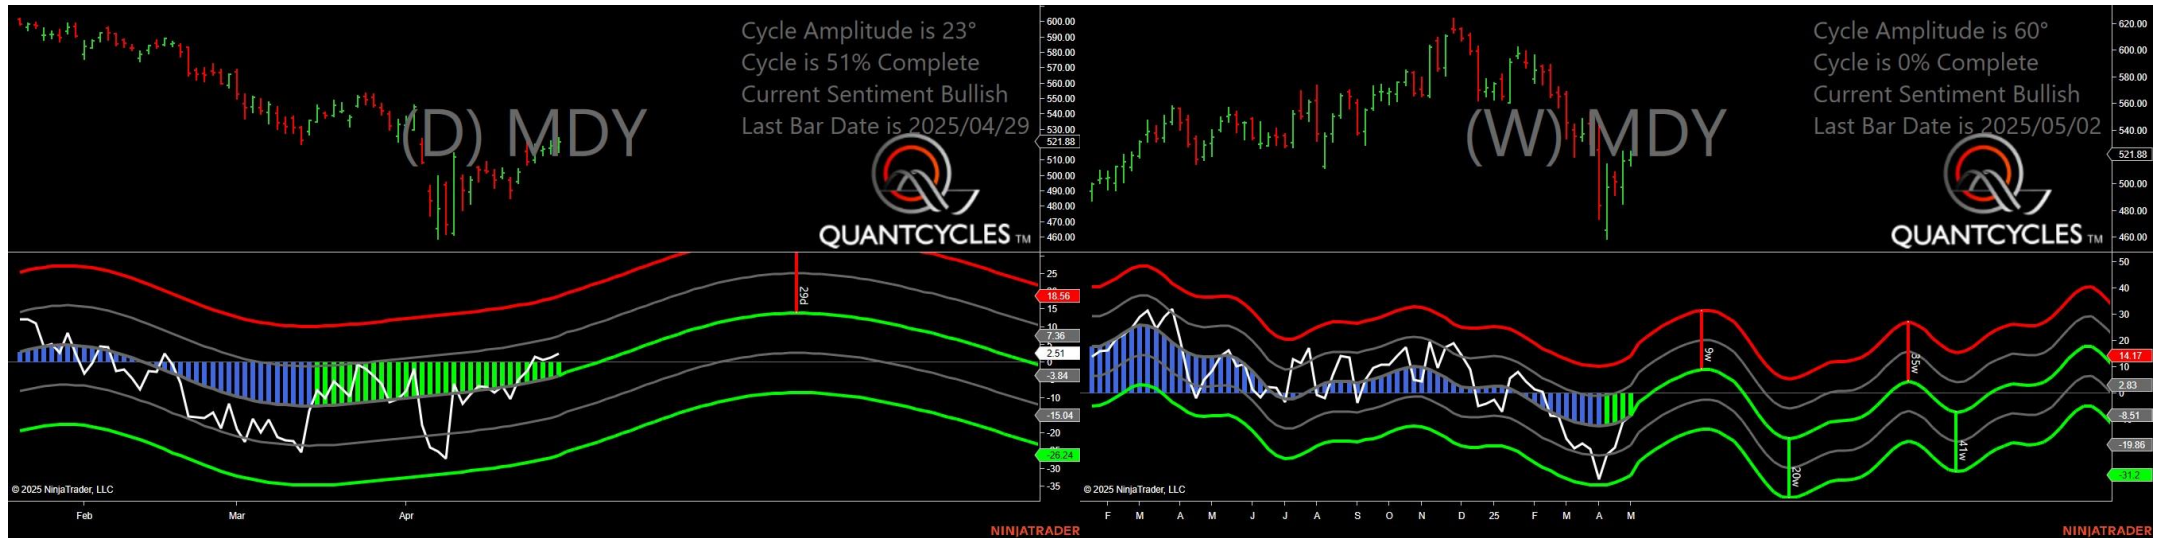 Cycle Amplitude is 23°
Cycle is 51% Complete
Current Sentiment Bullish
Last Bar Date is 2025/04/29
(D) MDY
QUANTCYCLES TM
600.00
590.00
580.00
570.00
560.00
550.00
540.00
530.00
521.88
510.00
500.00
490.00
480.00
470.00
460.00
29d
25
18.56
15
10
7.36
2.51
0
-3.84
-10
-15.04
-20
-26.24
-30
-35
© 2025 NinjaTrader, LLC
Feb Mar Apr
NINJATRADER
Cycle Amplitude is 60°
Cycle is 0% Complete
Current Sentiment Bullish
Last Bar Date is 2025/05/02
(W) MDY
QUANTCYCLES TM
620.00
600.00
580.00
560.00
540.00
521.88
500.00
480.00
460.00
9w
20w
35w
41w
50
40
30
20
14.17
10
2.83
0
-8.51
-19.86
-31.2
© 2025 NinjaTrader, LLC
F M A M J J A S O N D 25 F M A M
NINJATRADER